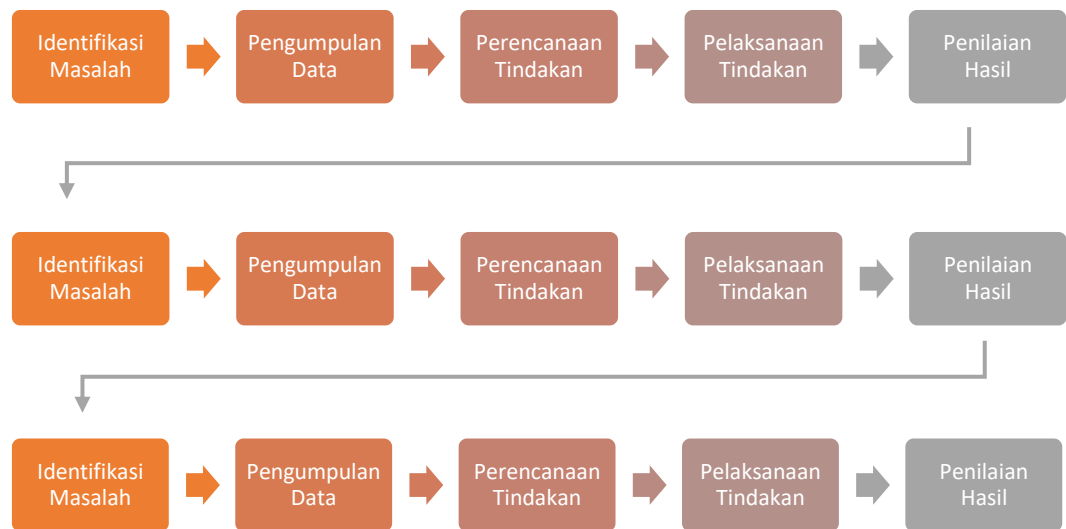 Identifikasi
Masalah
Pengumpulan
Data
Perencanaan
Tindakan
Pelaksanaan
Tindakan
Penilaian
Hasil
Identifikasi
Masalah
Pengumpulan
Data
Perencanaan
Tindakan
Pelaksanaan
Tindakan
Penilaian
Hasil
Identifikasi
Masalah
Pengumpulan
Data
Perencanaan
Tindakan
Pelaksanaan
Tindakan
Penilaian
Hasil